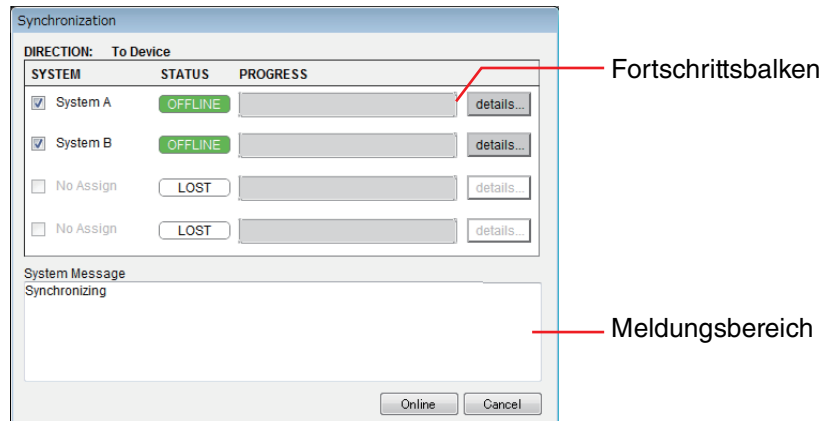 Synchronization
DIRECTION: To Device
SYSTEM STATUS PROGRESS
System A OFFLINE details...
System B OFFLINE details...
No Assign LOST details...
No Assign LOST details...
System Message
Synchronizing
Online Cancel
Fortschrittsbalken
Meldungsbereich